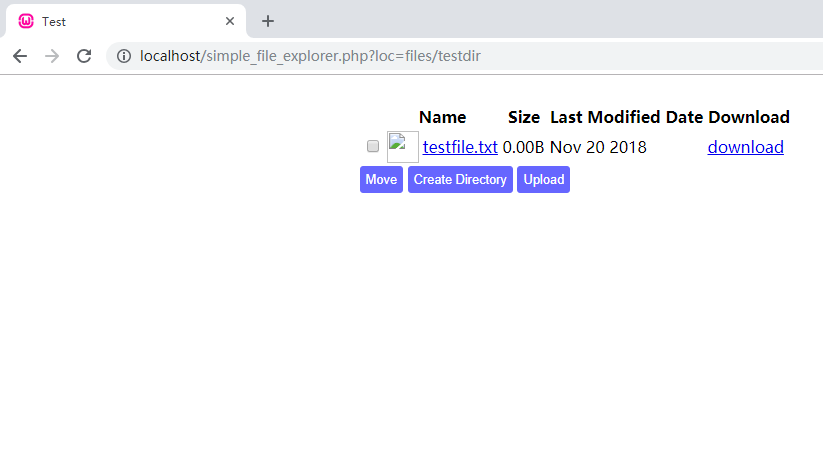 Test
localhost/simple_file_explorer.php?loc=files/testdir
Name Size Last Modified Date Download
testfile.txt 0.00B Nov 20 2018 download
Move Create Directory Upload